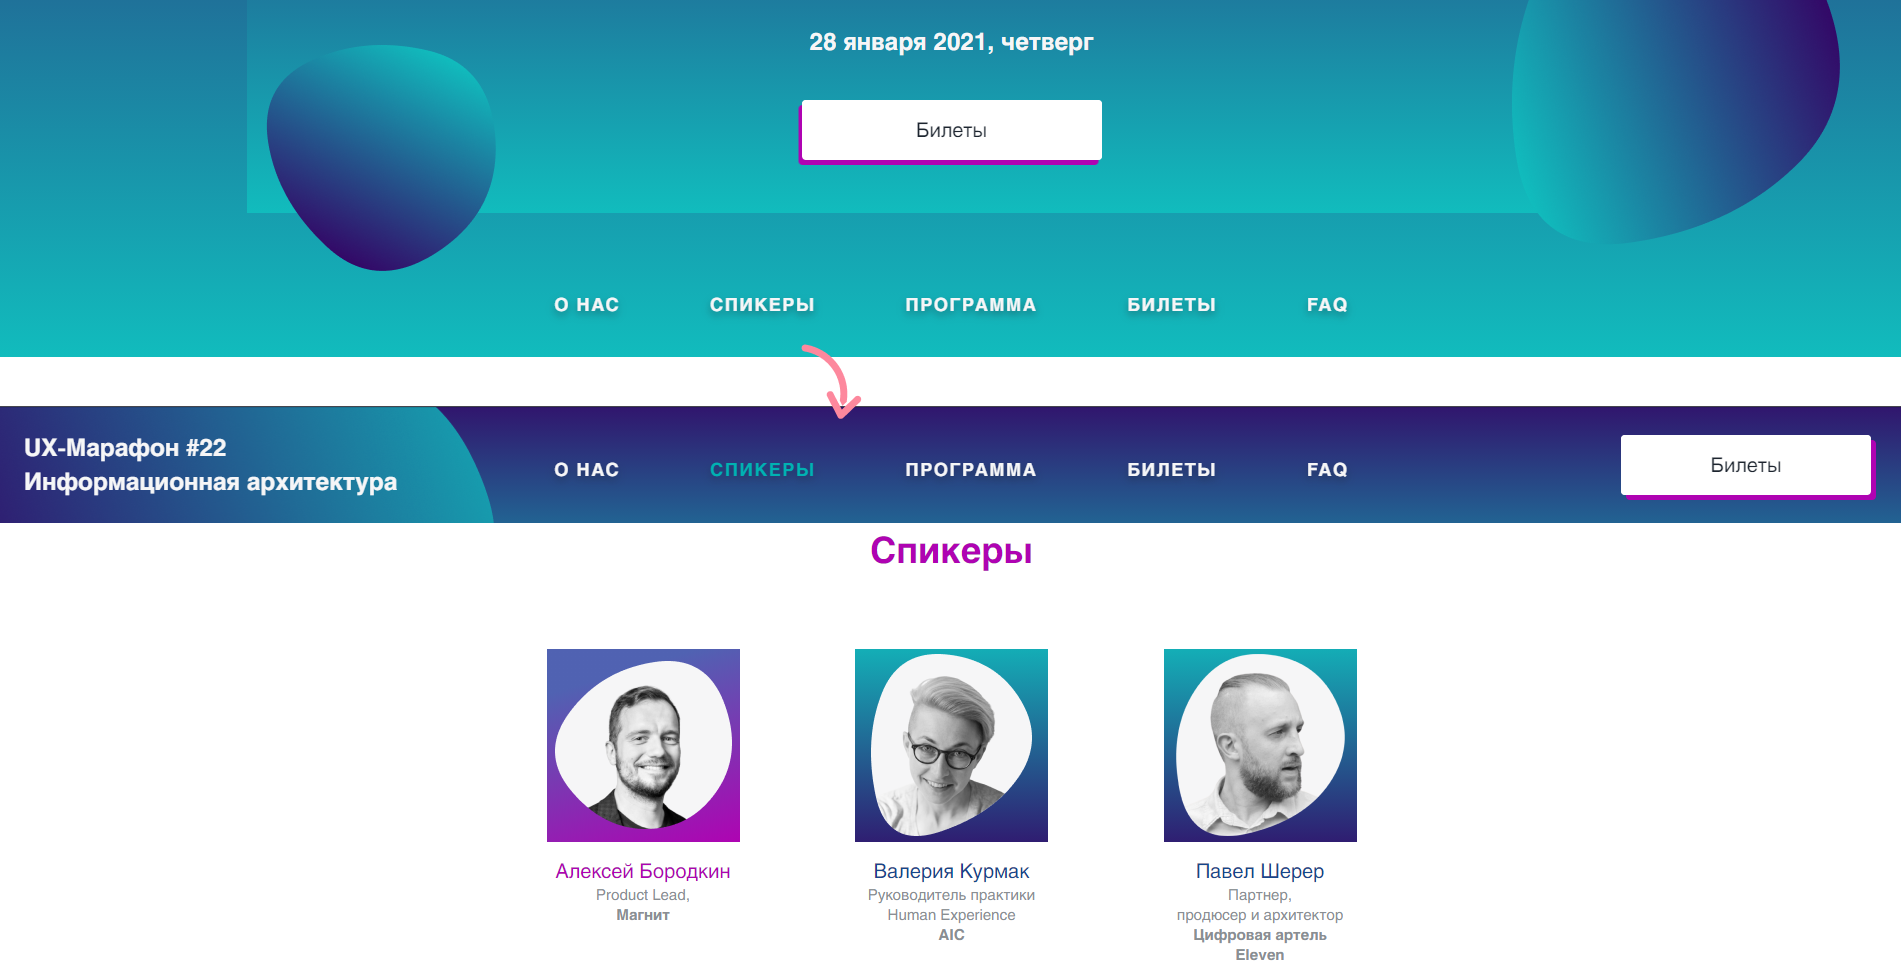 28 января 2021, четверг
Билеты
О НАС СПИКЕРЫ ПРОГРАММА БИЛЕТЫ FAQ
UX-Марафон #22
Информационная архитектура
О НАС СПИКЕРЫ ПРОГРАММА БИЛЕТЫ FAQ
Билеты
Спикеры
Алексей Бородкин
Product Lead,
Магнит
Валерия Курмак
Руководитель практики
Human Experience
AIC
Павел Шерер
Партнер,
продюсер и архитектор
Цифровая артель
Eleven